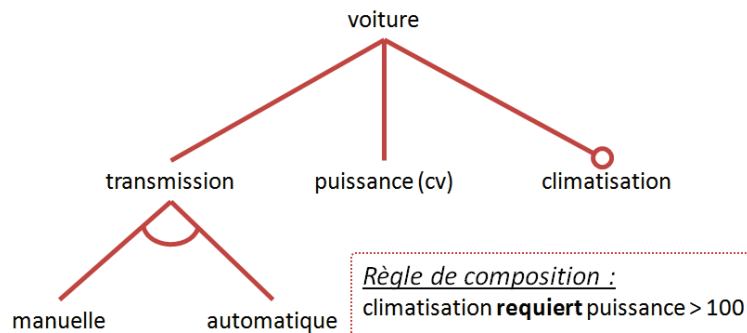 voiture
transmission
puissance (cv)
climatisation
manuelle
automatique
Règle de composition :
climatisation requiert puissance > 100